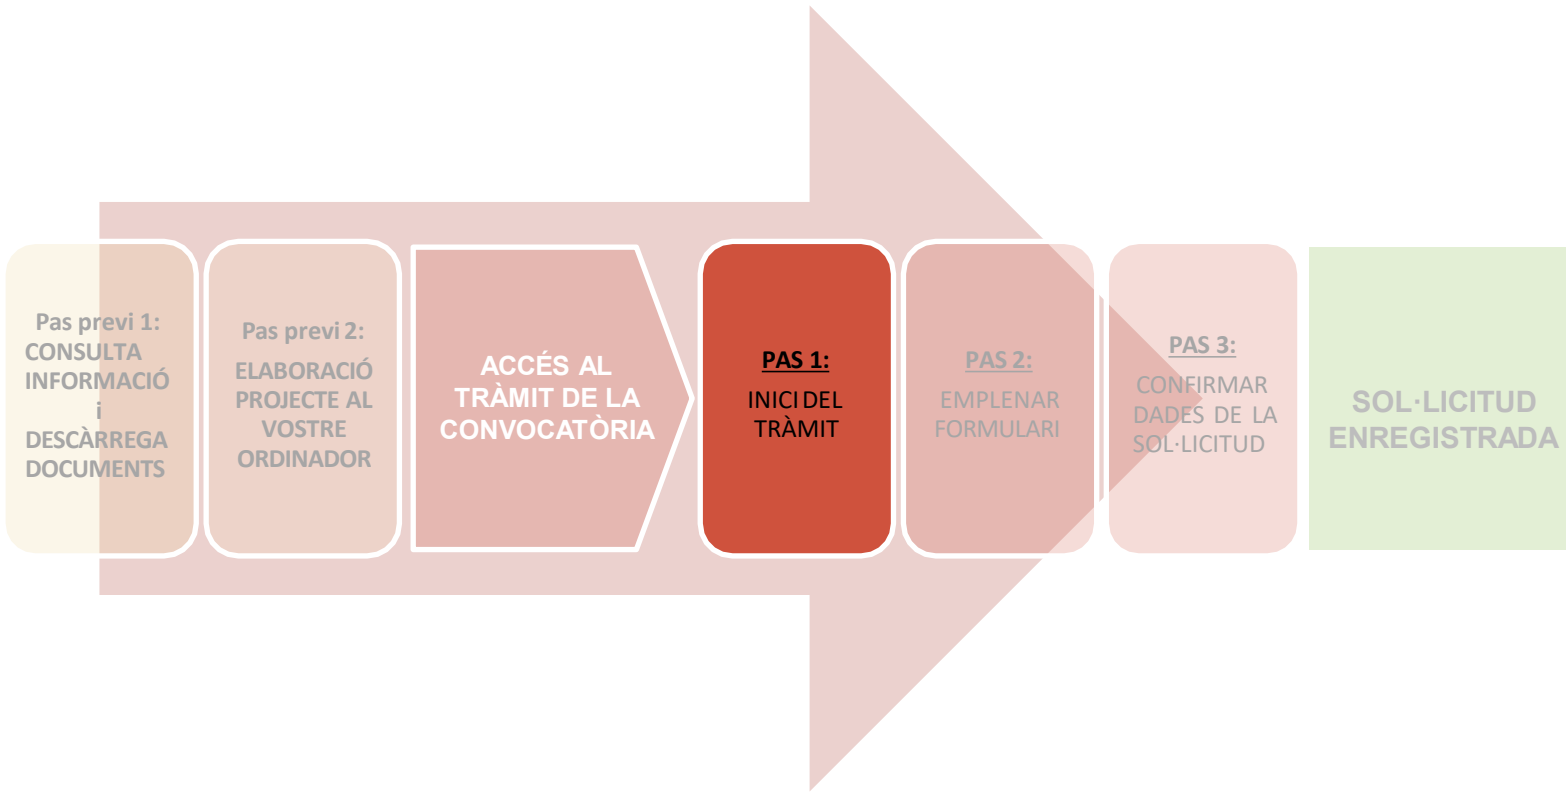 Pas previ 1:
CONSULTA
INFORMACIÓ
i
DESCÀRREGA
DOCUMENTS
Pas previ 2:
ELABORACIÓ
PROJECTE AL
VOSTRE
ORDINADOR
ACCÉS AL
TRÀMIT DE LA
CONVOCATÒRIA
PAS 1:
INICI DEL
TRÀMIT
PAS 2:
EMPLENAR
FORMULARI
PAS 3:
CONFIRMAR
DADES DE LA
SOL·LICITUD
SOL·LICITUD
ENREGISTRADA